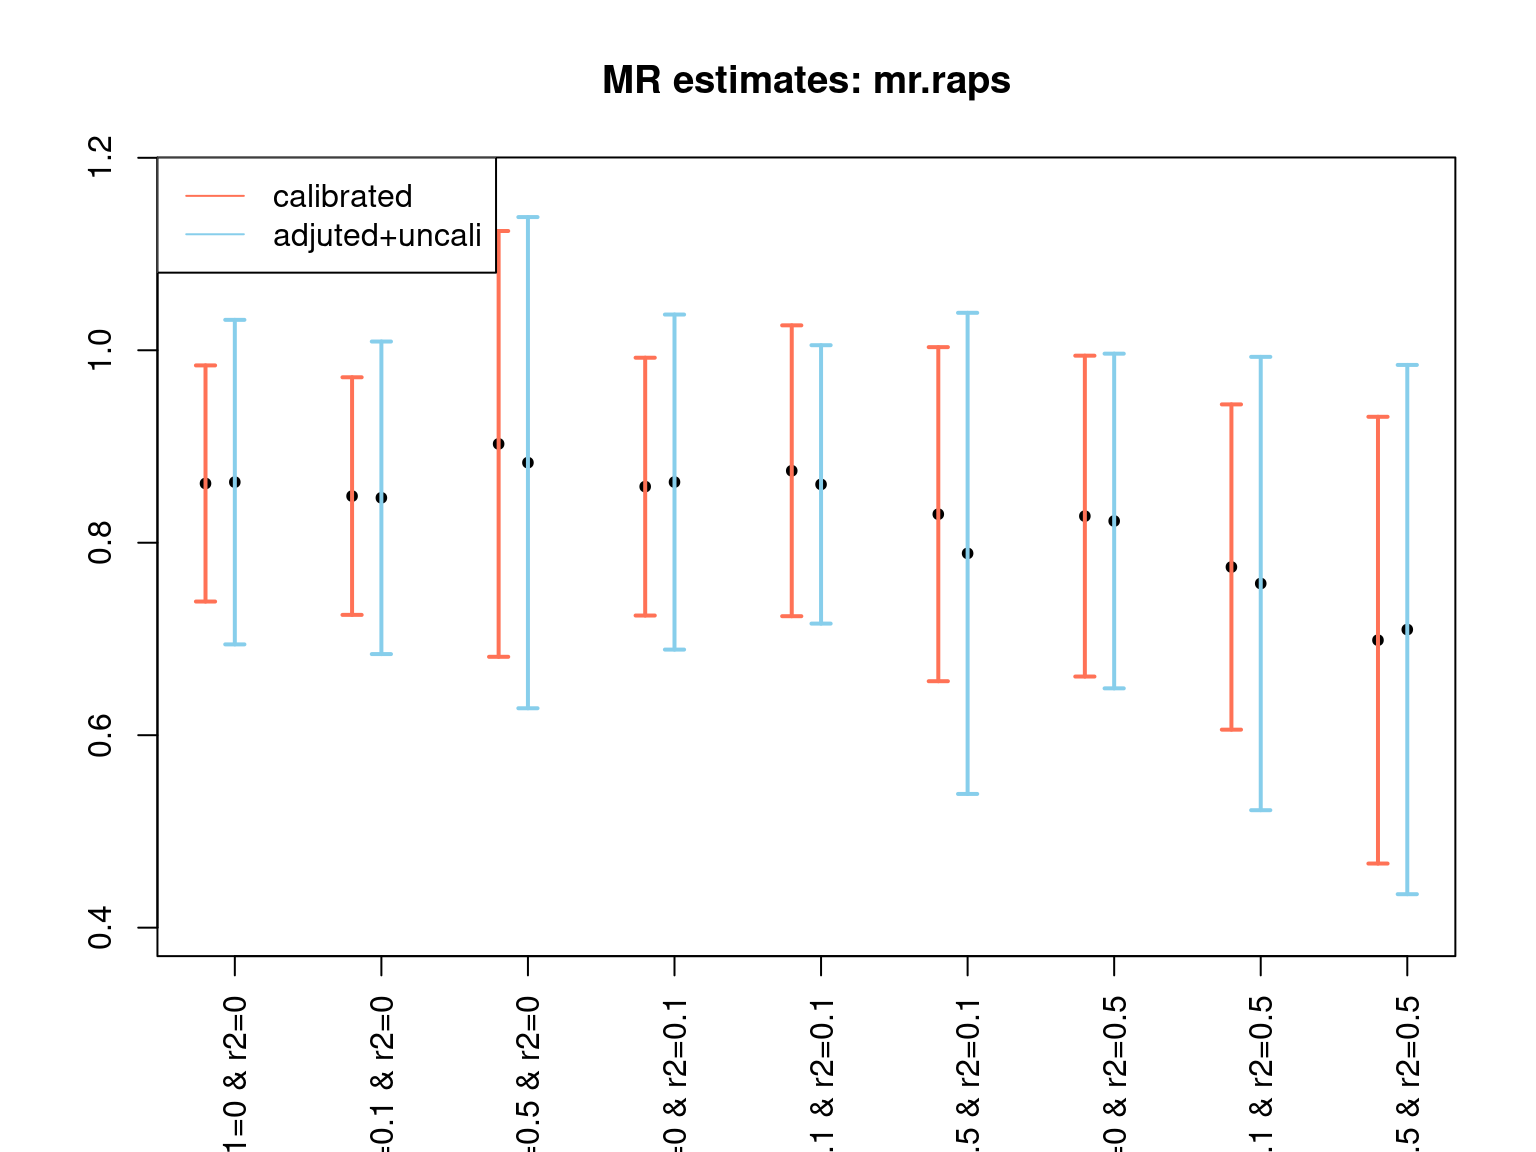 MR estimates: mr.raps
calibrated
adjuted+uncali
1.2
1.0
0.8
0.6
0.4
1=0 & r2=0
=0.1 & r2=0
=0.5 & r2=0
=0 & r2=0.1
.1 & r2=0.1
.5 & r2=0.1
=0 & r2=0.5
.1 & r2=0.5
.5 & r2=0.5